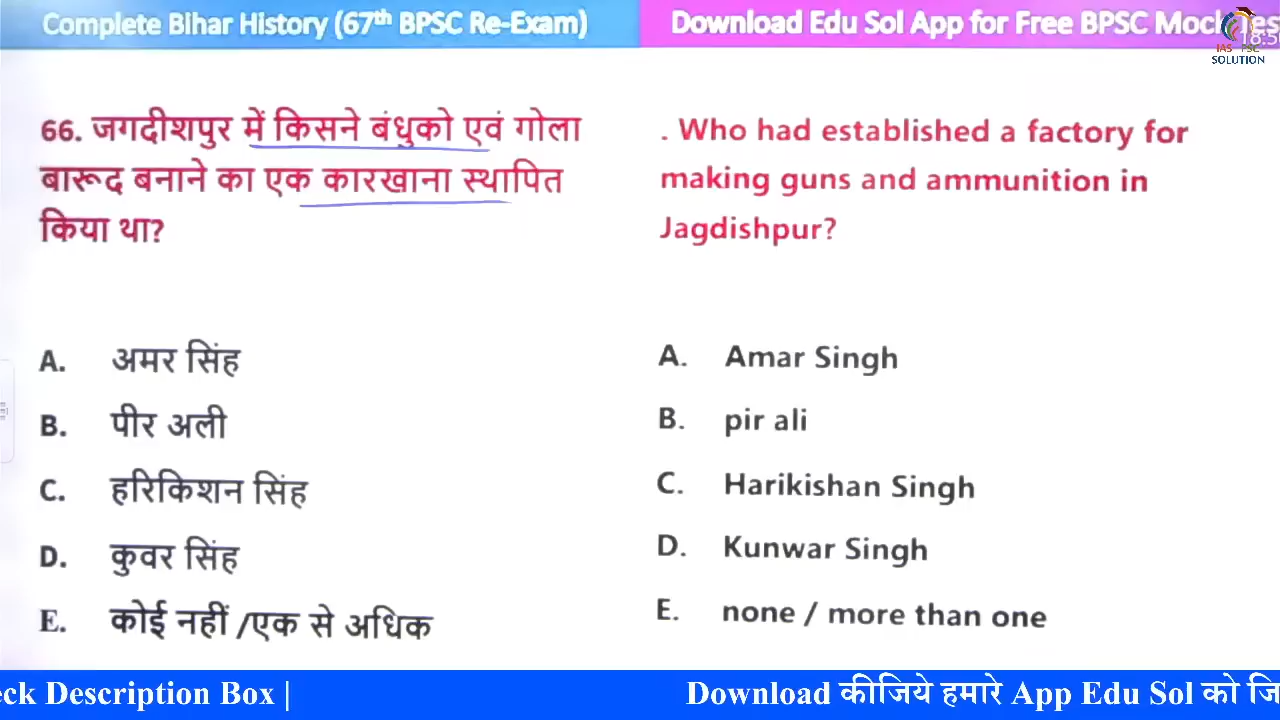 Complete Bihar History (67th BPSC Re-Exam)
Download Edu Sol App for Free BPSC Mock
18:5
IAS PSC
SOLUTION
66. जगदीशपुर में किसने बंधुको एवं गोला
बारूद बनाने का एक कारखाना स्थापित
किया था?
A. अमर सिंह
B. पीर अली
C. हरिकिशन सिंह
D. कुवर सिंह
E. कोई नहीं /एक से अधिक
. Who had established a factory for
making guns and ammunition in
Jagdishpur?
A. Amar Singh
B. pir ali
C. Harikishan Singh
D. Kunwar Singh
E. none / more than one
Description Box |
Download कीजिये हमारे App Edu Sol को